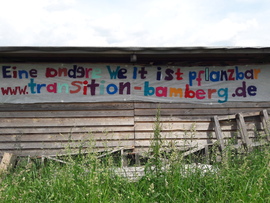 Eine andere Welt ist pflanzbar
www.transition-bamberg.de